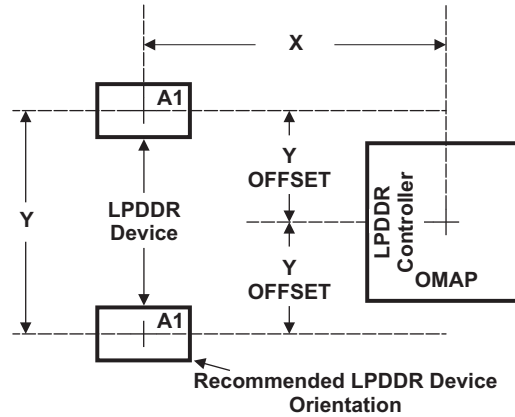 X
A1
Y
OFFSET
Y
LPDDR
Device
LPDDR
Controller
OMAP
Y
OFFSET
A1
Recommended LPDDR Device
Orientation